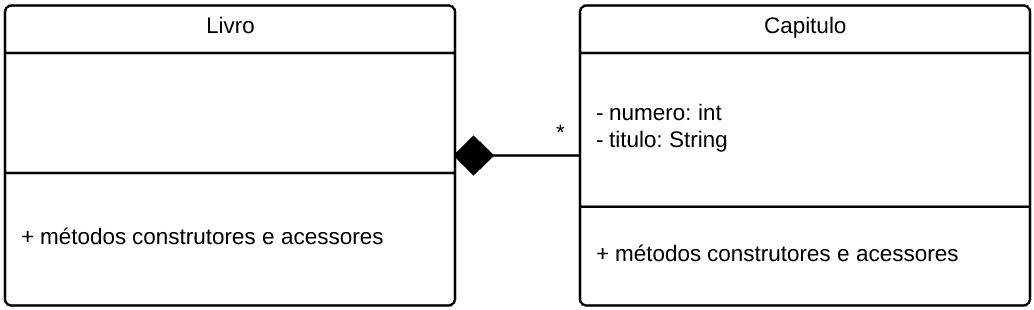 Livro
+ métodos construtores e acessores
*
Capitulo
- numero: int
- titulo: String
+ métodos construtores e acessores